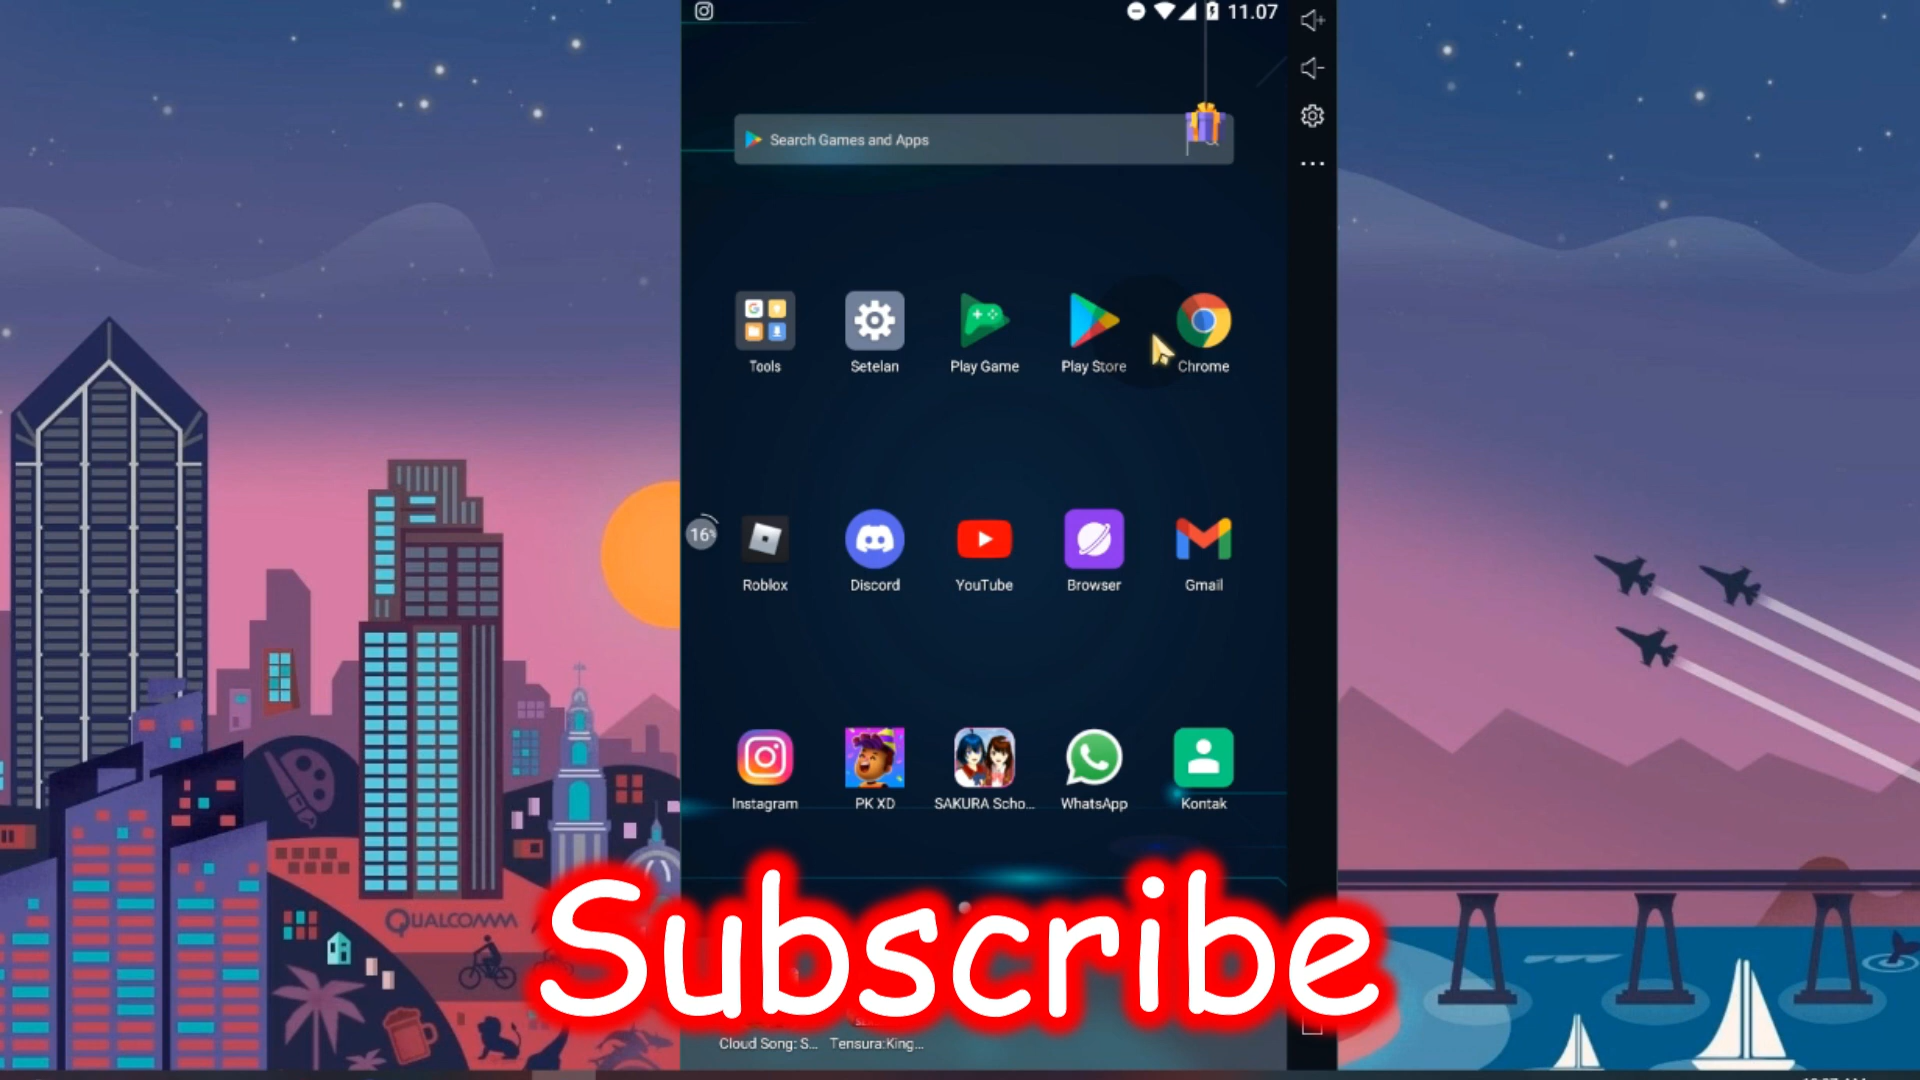 11.07
Search Games and Apps
Tools
Setelan
Play Game
Play Store
Chrome
16%
Roblox
Discord
YouTube
Browser
Gmail
Instagram
PK XD
SAKURA Scho...
WhatsApp
Kontak
QUALCOMM
Subscribe
Cloud Song: S...
Tensura:King...